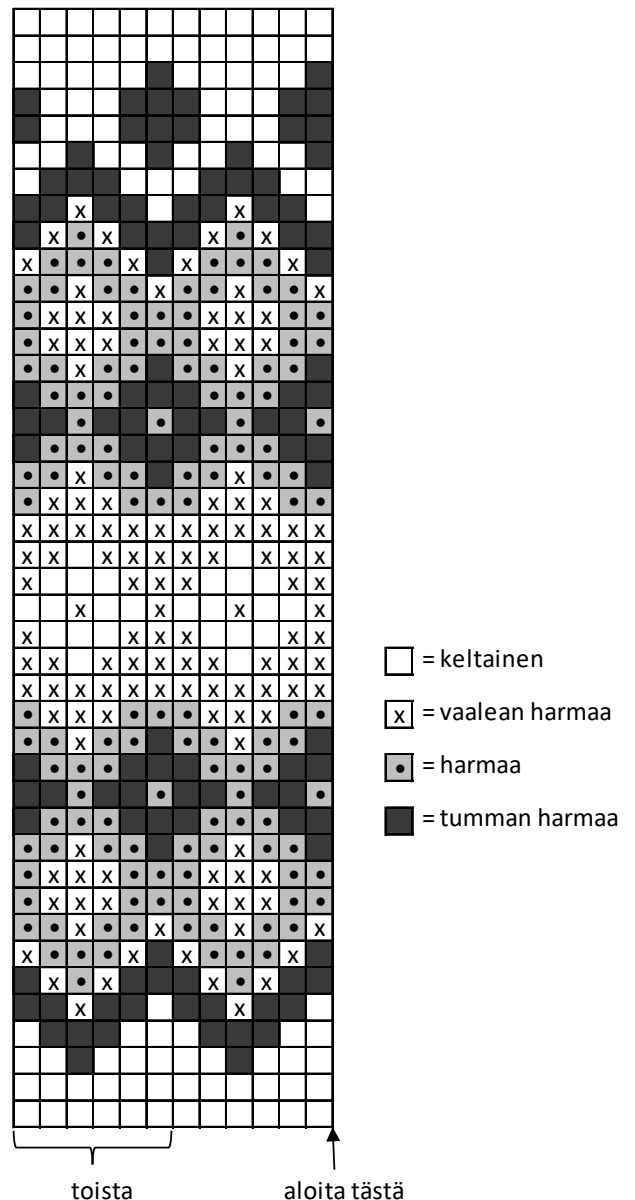 = keltainen
x = vaalean harmaa
• = harmaa
= tumman harmaa
toista
aloita tästä